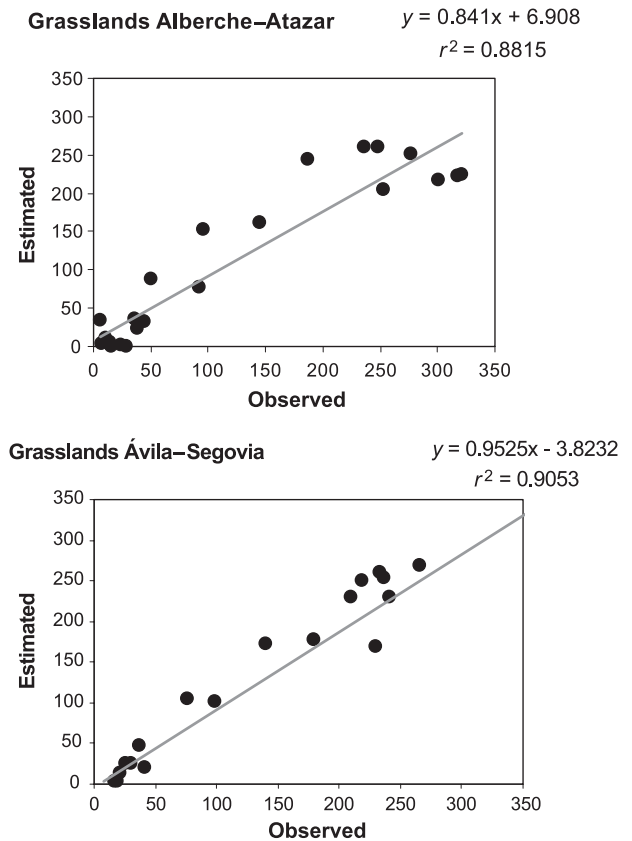 Grasslands Alberche–Atazar
y = 0.841x + 6.908
r² = 0.8815
350
300
250
200
150
100
50
0
Estimated
0 50 100 150 200 250 300 350
Observed
Grasslands Ávila–Segovia
y = 0.9525x - 3.8232
r² = 0.9053
350
300
250
200
150
100
50
0
Estimated
0 50 100 150 200 250 300 350
Observed